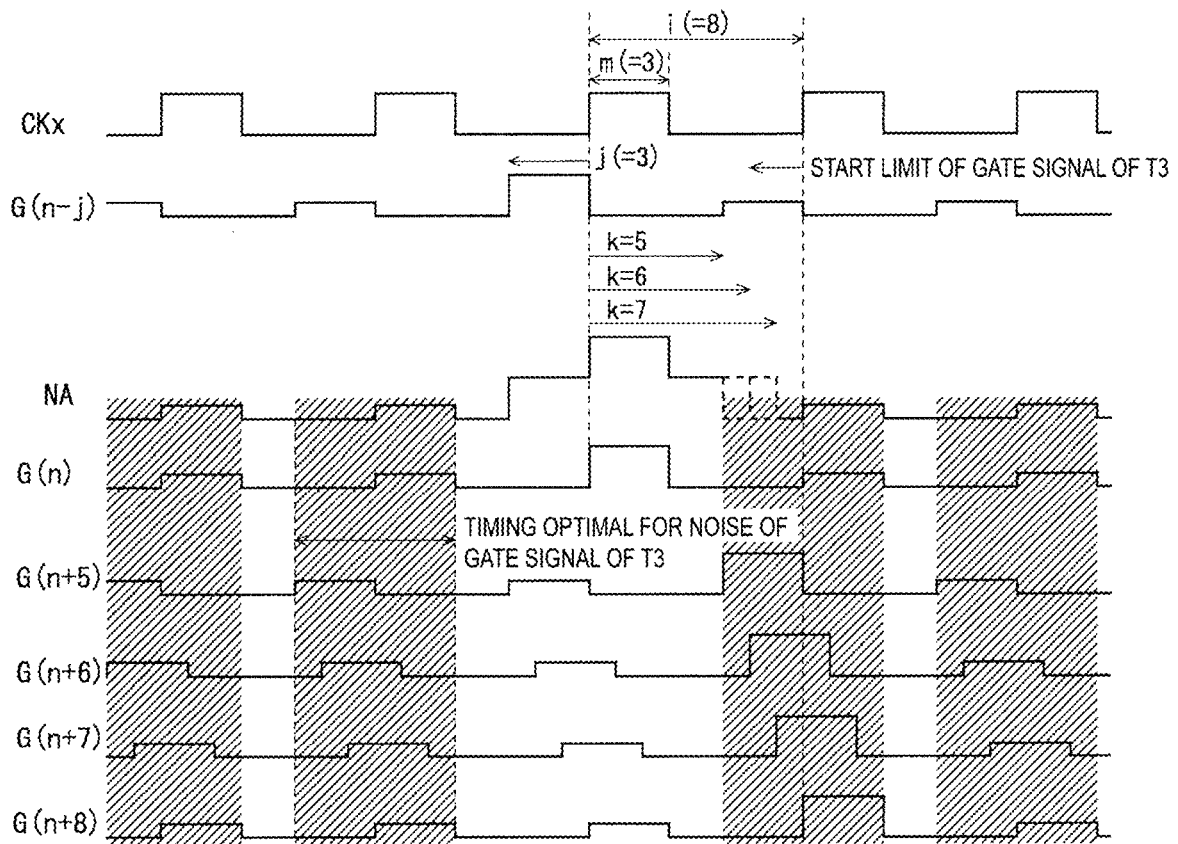 i(=8)
m(=3)
CKx
j(=3)
START LIMIT OF GATE SIGNAL OF T3
G(n-j)
k=5
k=6
k=7
NA
G(n)
TIMING OPTIMAL FOR NOISE OF
GATE SIGNAL OF T3
G(n+5)
G(n+6)
G(n+7)
G(n+8)